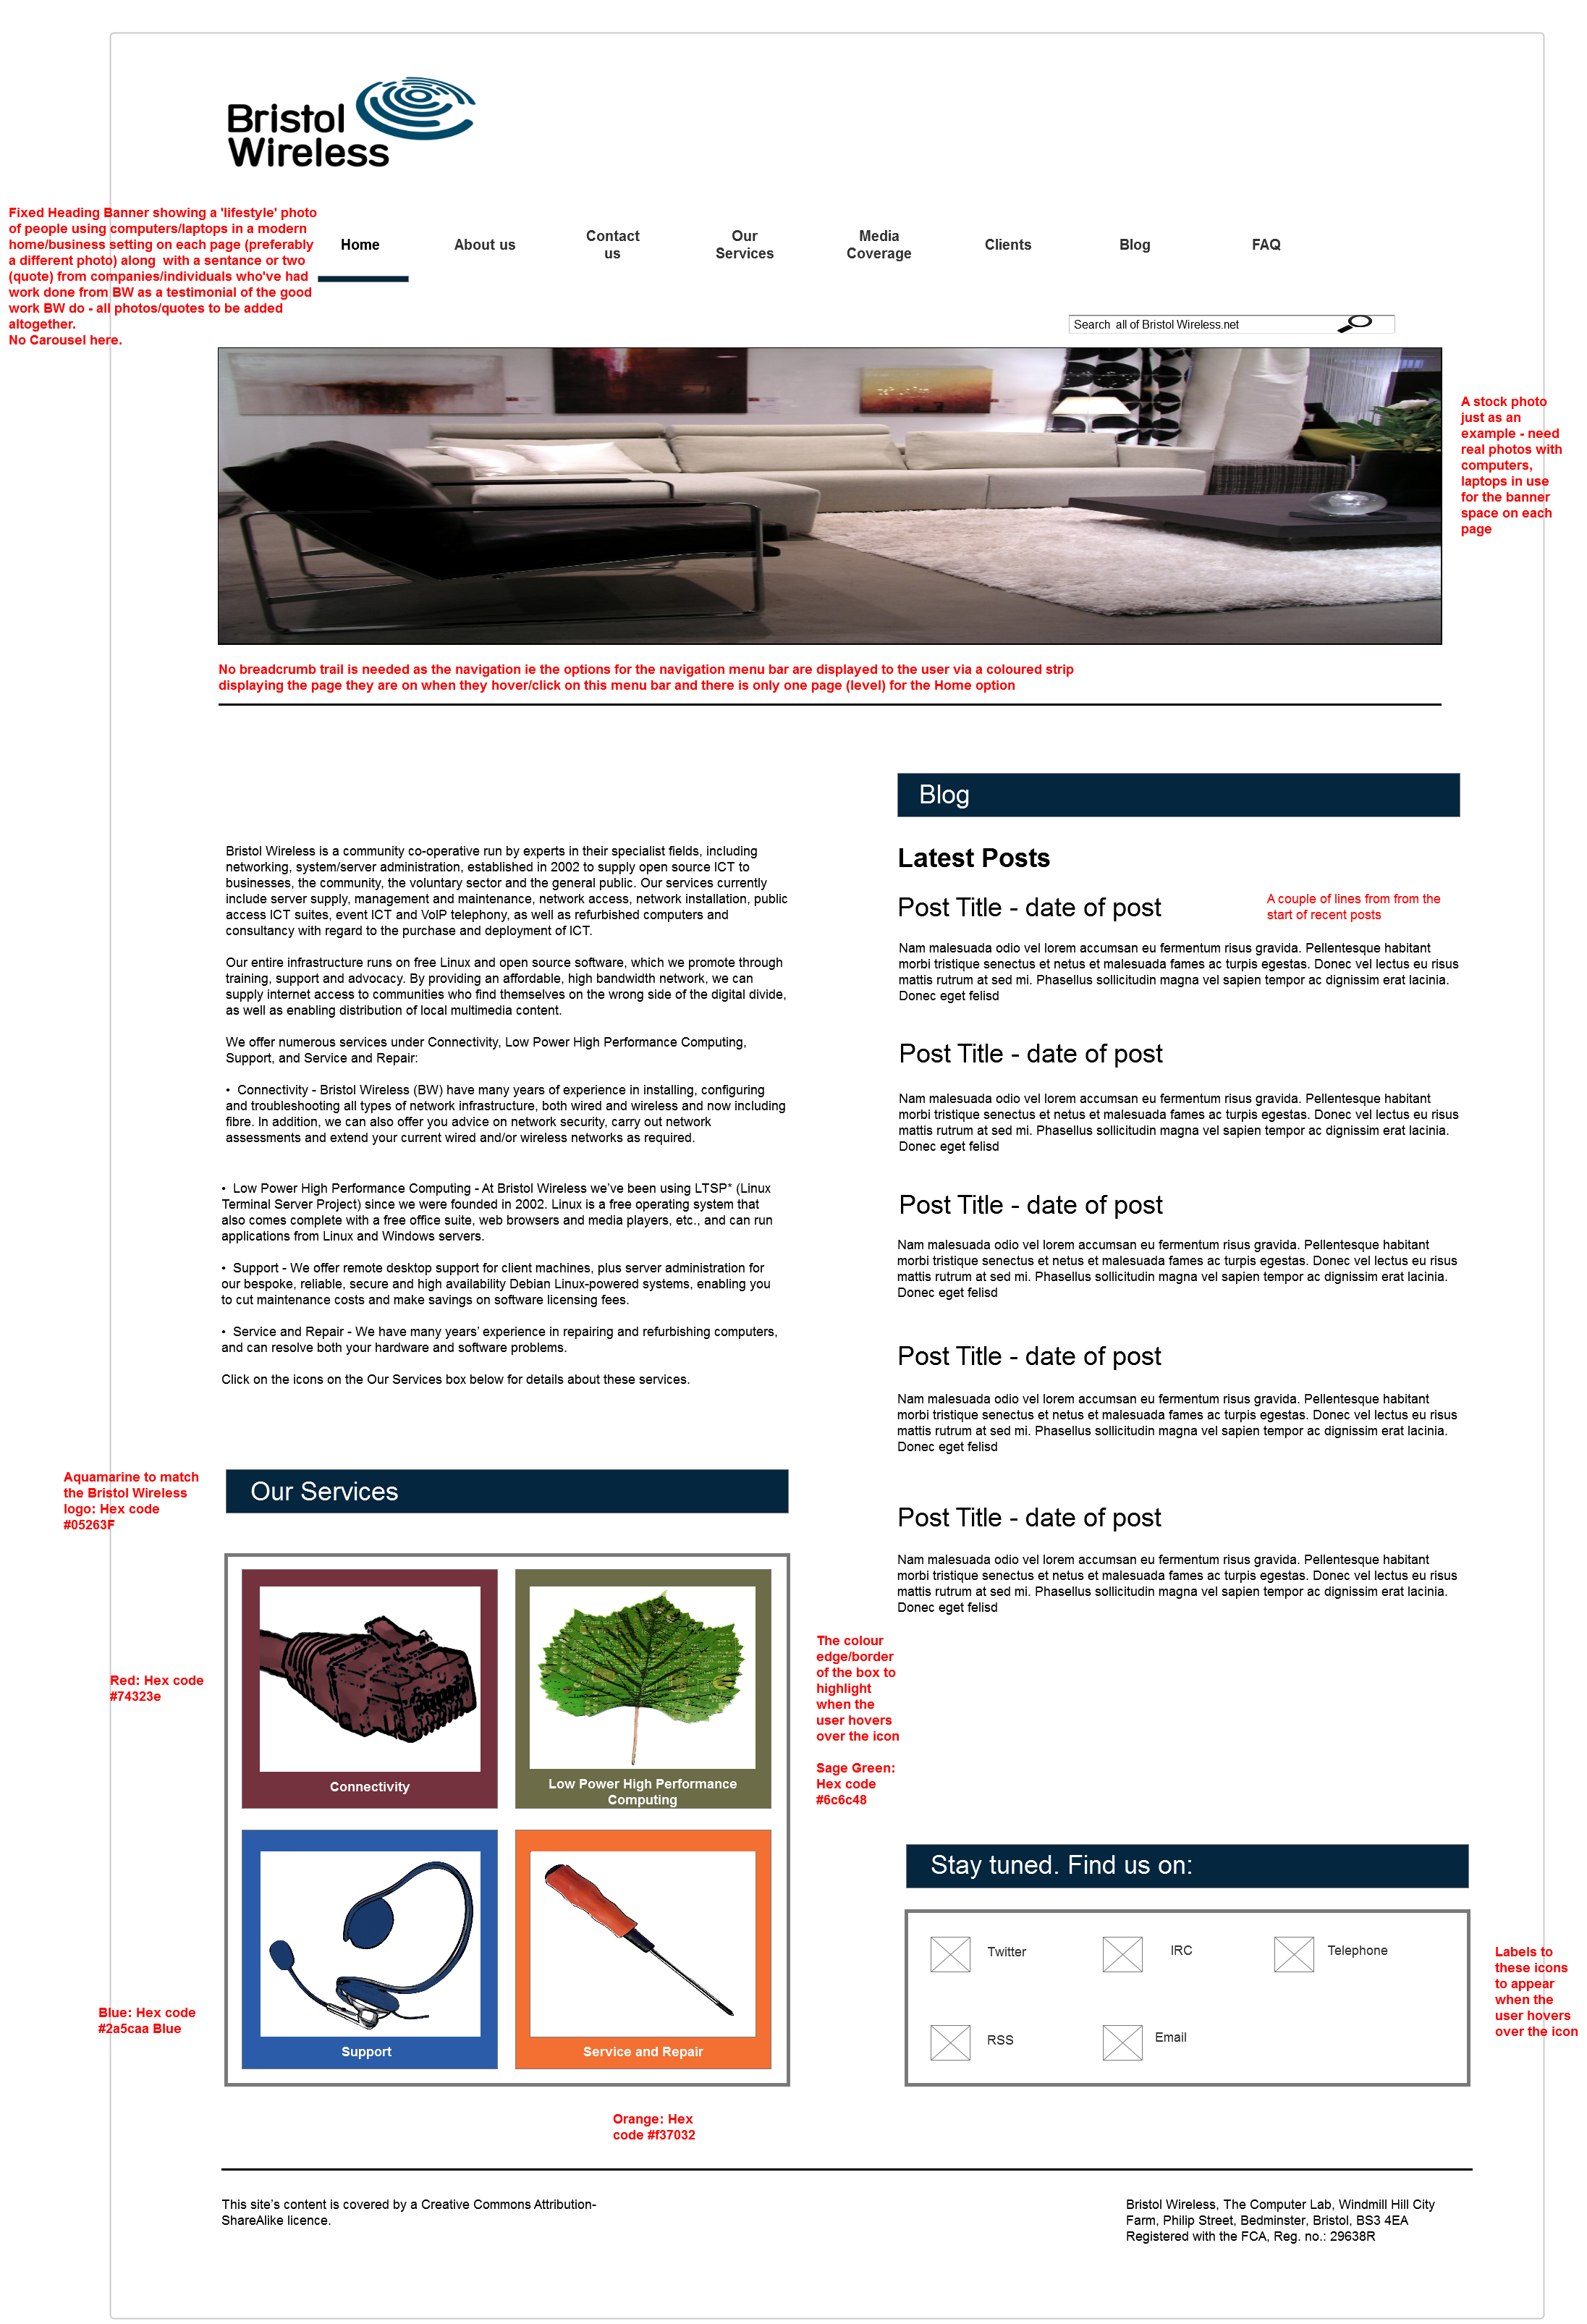 Bristol
Wireless
Fixed Heading Banner showing a 'lifestyle' photo
of people using computers/laptops in a modern
home/business setting on each page (preferably
a different photo) along  with a sentance or two
(quote) from companies/individuals who've had
work done from BW as a testimonial of the good
work BW do - all photos/quotes to be added
altogether.
No Carousel here.
Home
About us
Contact
us
Our
Services
Media
Coverage
Clients
Blog
FAQ
Search  all of Bristol Wireless.net
A stock photo
just as an
example - need
real photos with
computers,
laptops in use
for the banner
space on each
page
No breadcrumb trail is needed as the navigation ie the options for the navigation menu bar are displayed to the user via a coloured strip
displaying the page they are on when they hover/click on this menu bar and there is only one page (level) for the Home option
Bristol Wireless is a community co-operative run by experts in their specialist fields, including
networking, system/server administration, established in 2002 to supply open source ICT to
businesses, the community, the voluntary sector and the general public. Our services currently
include server supply, management and maintenance, network access, network installation, public
access ICT suites, event ICT and VoIP telephony, as well as refurbished computers and
consultancy with regard to the purchase and deployment of ICT.
Our entire infrastructure runs on free Linux and open source software, which we promote through
training, support and advocacy. By providing an affordable, high bandwidth network, we can
supply internet access to communities who find themselves on the wrong side of the digital divide,
as well as enabling distribution of local multimedia content.
We offer numerous services under Connectivity, Low Power High Performance Computing,
Support, and Service and Repair:
•  Connectivity - Bristol Wireless (BW) have many years of experience in installing, configuring
and troubleshooting all types of network infrastructure, both wired and wireless and now including
fibre. In addition, we can also offer you advice on network security, carry out network
assessments and extend your current wired and/or wireless networks as required.
•  Low Power High Performance Computing - At Bristol Wireless we’ve been using LTSP* (Linux
Terminal Server Project) since we were founded in 2002. Linux is a free operating system that
also comes complete with a free office suite, web browsers and media players, etc., and can run
applications from Linux and Windows servers.
•  Support - We offer remote desktop support for client machines, plus server administration for
our bespoke, reliable, secure and high availability Debian Linux-powered systems, enabling you
to cut maintenance costs and make savings on software licensing fees.
•  Service and Repair - We have many years’ experience in repairing and refurbishing computers,
and can resolve both your hardware and software problems.
Click on the icons on the Our Services box below for details about these services.
Aquamarine to match
the Bristol Wireless
logo: Hex code
#05263F
Our Services
Red: Hex code
#74323e
Connectivity
Low Power High Performance
Computing
The colour
edge/border
of the box to
highlight
when the
user hovers
over the icon
Sage Green:
Hex code
#6c6c48
Blue: Hex code
#2a5caa Blue
Support
Service and Repair
Orange: Hex
code #f37032
Blog
Latest Posts
Post Title - date of post
A couple of lines from from the
start of recent posts
Nam malesuada odio vel lorem accumsan eu fermentum risus gravida. Pellentesque habitant
morbi tristique senectus et netus et malesuada fames ac turpis egestas. Donec vel lectus eu risus
mattis rutrum at sed mi. Phasellus sollicitudin magna vel sapien tempor ac dignissim erat lacinia.
Donec eget felisd
Post Title - date of post
Nam malesuada odio vel lorem accumsan eu fermentum risus gravida. Pellentesque habitant
morbi tristique senectus et netus et malesuada fames ac turpis egestas. Donec vel lectus eu risus
mattis rutrum at sed mi. Phasellus sollicitudin magna vel sapien tempor ac dignissim erat lacinia.
Donec eget felisd
Post Title - date of post
Nam malesuada odio vel lorem accumsan eu fermentum risus gravida. Pellentesque habitant
morbi tristique senectus et netus et malesuada fames ac turpis egestas. Donec vel lectus eu risus
mattis rutrum at sed mi. Phasellus sollicitudin magna vel sapien tempor ac dignissim erat lacinia.
Donec eget felisd
Post Title - date of post
Nam malesuada odio vel lorem accumsan eu fermentum risus gravida. Pellentesque habitant
morbi tristique senectus et netus et malesuada fames ac turpis egestas. Donec vel lectus eu risus
mattis rutrum at sed mi. Phasellus sollicitudin magna vel sapien tempor ac dignissim erat lacinia.
Donec eget felisd
Post Title - date of post
Nam malesuada odio vel lorem accumsan eu fermentum risus gravida. Pellentesque habitant
morbi tristique senectus et netus et malesuada fames ac turpis egestas. Donec vel lectus eu risus
mattis rutrum at sed mi. Phasellus sollicitudin magna vel sapien tempor ac dignissim erat lacinia.
Donec eget felisd
Stay tuned. Find us on:
Twitter
IRC
Telephone
RSS
Email
Labels to
these icons
to appear
when the
user hovers
over the icon
This site’s content is covered by a Creative Commons Attribution-
ShareAlike licence.
Bristol Wireless, The Computer Lab, Windmill Hill City
Farm, Philip Street, Bedminster, Bristol, BS3 4EA
Registered with the FCA, Reg. no.: 29638R